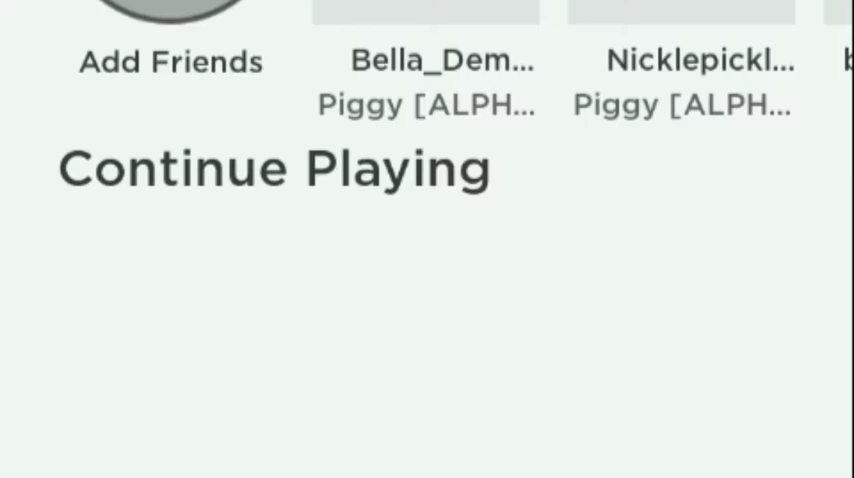 Add Friends
Bella_Dem...
Nicklepickl...
Piggy [ALPH...
Piggy [ALPH...
Continue Playing